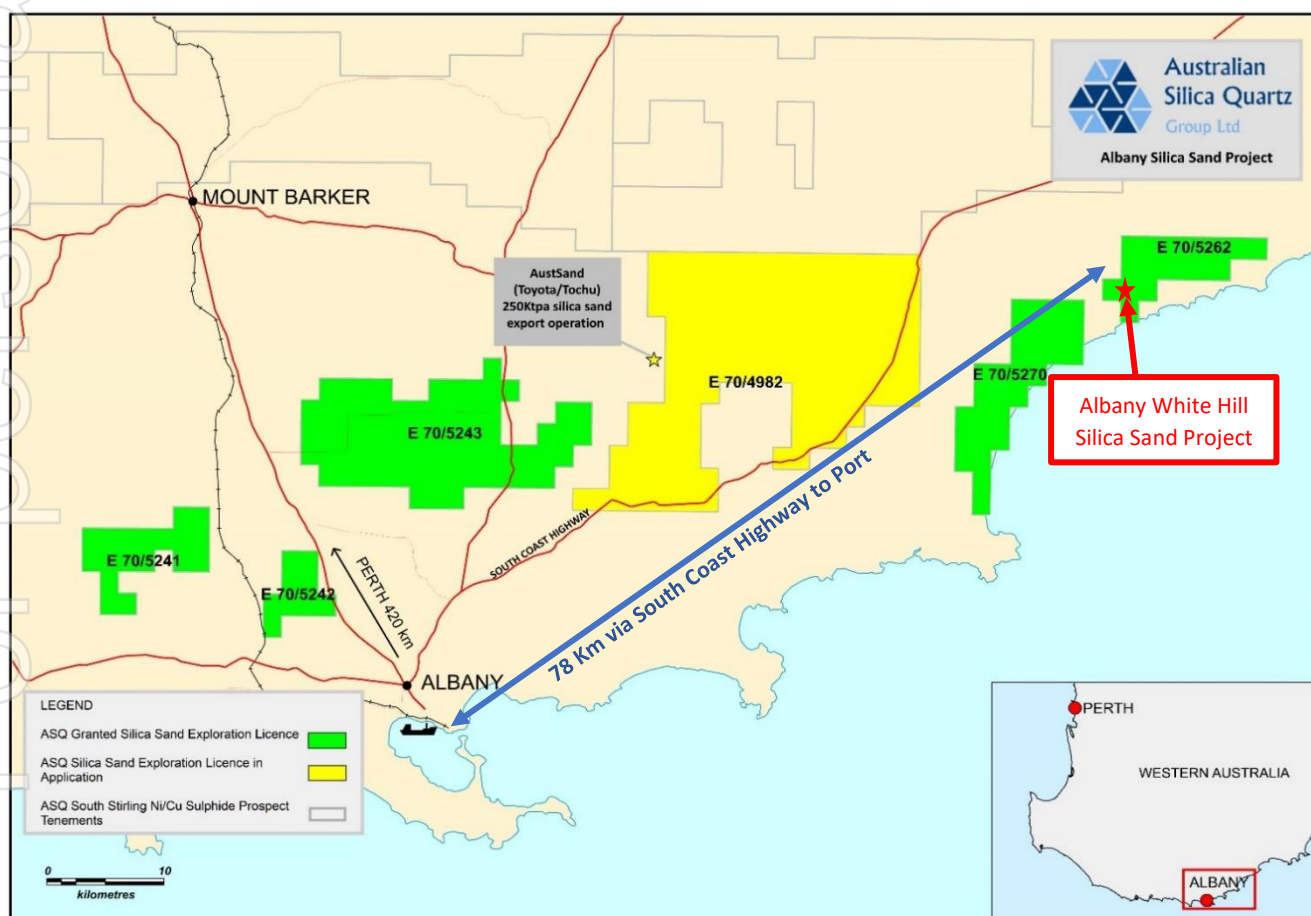 Australian
Silica Quartz
Group Ltd
Albany Silica Sand Project
MOUNT BARKER
E 70/5262
AustSand
(Toyota/Tochu)
250Ktpa silica sand
export operation
E 70/5270
E 70/4982
Albany White Hill
Silica Sand Project
E 70/5243
78 Km via South Coast Highway to Port
SOUTH COAST HIGHWAY
E 70/5241
E 70/5242
PERTH 420 km
ALBANY
LEGEND
ASQ Granted Silica Sand Exploration Licence
ASQ Silica Sand Exploration Licence in
Application
ASQ South Stirling Ni/Cu Sulphide Prospect
Tenements
0 10
kilometres
PERTH
WESTERN AUSTRALIA
ALBANY